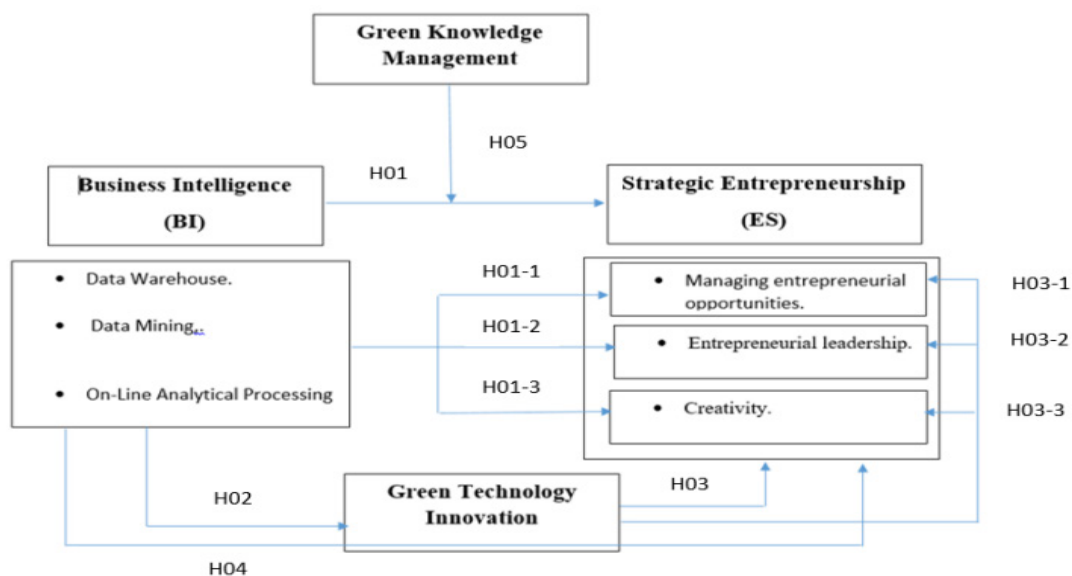 Green Knowledge
Management
H05
H01
Business Intelligence
(BI)
Strategic Entrepreneurship
(ES)
• Data Warehouse.
• Data Mining,.
• On-Line Analytical Processing
H01-1
H01-2
H01-3
• Managing entrepreneurial
opportunities.
• Entrepreneurial leadership.
• Creativity.
H03-1
H03-2
H03-3
H02
Green Technology
Innovation
H03
H04